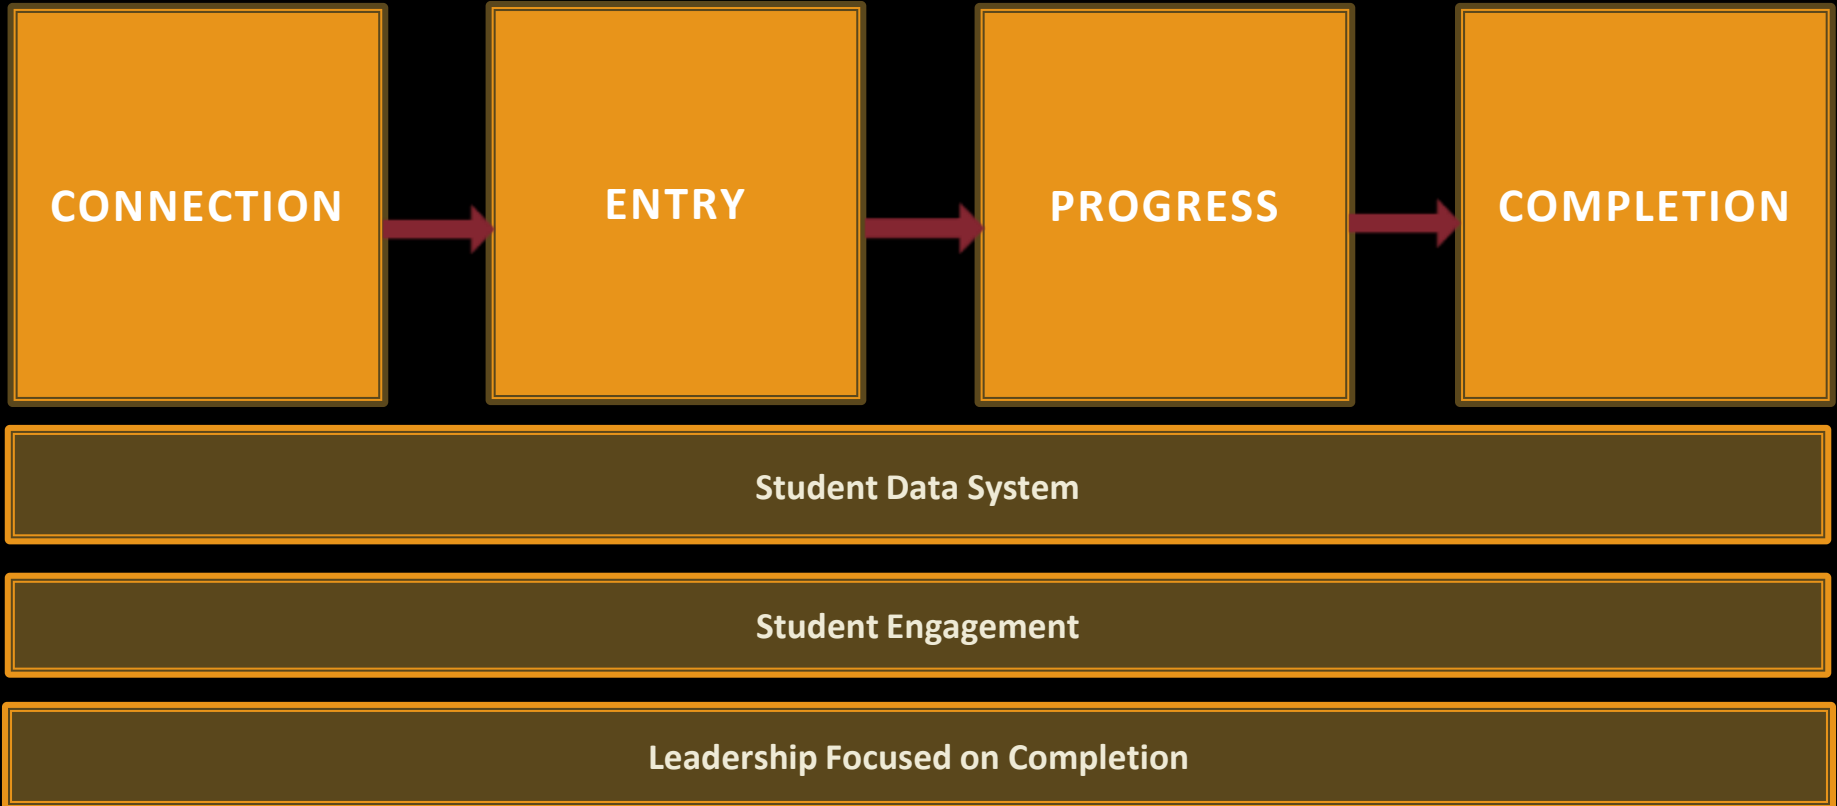 CONNECTION
ENTRY
PROGRESS
COMPLETION
Student Data System
Student Engagement
Leadership Focused on Completion